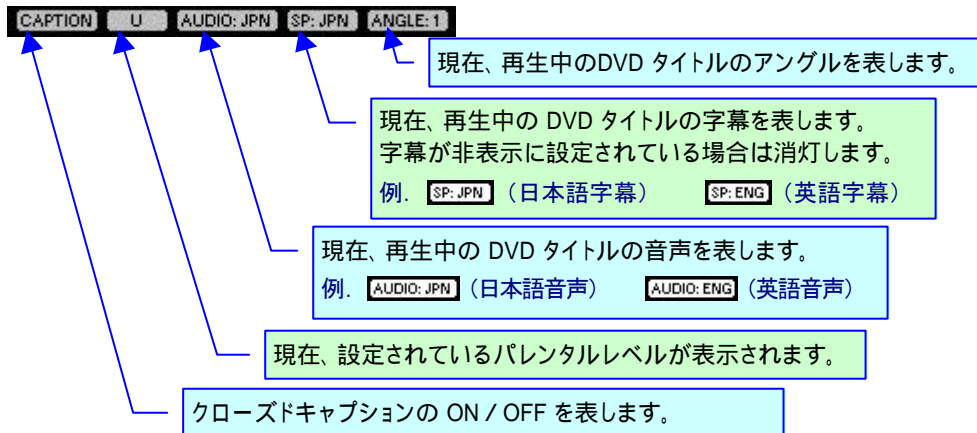 CAPTION U AUDIO: JPN SP: JPN ANGLE: 1
現在、再生中のDVD タイトルのアングルを表します。
現在、再生中の DVD タイトルの字幕を表します。
字幕が非表示に設定されている場合は消灯します。
例. SP: JPN (日本語字幕) SP: ENG (英語字幕)
現在、再生中の DVD タイトルの音声を表します。
例. AUDIO: JPN (日本語音声) AUDIO: ENG (英語音声)
現在、設定されているパレンタルレベルが表示されます。
クローズドキャプションの ON / OFF を表します。